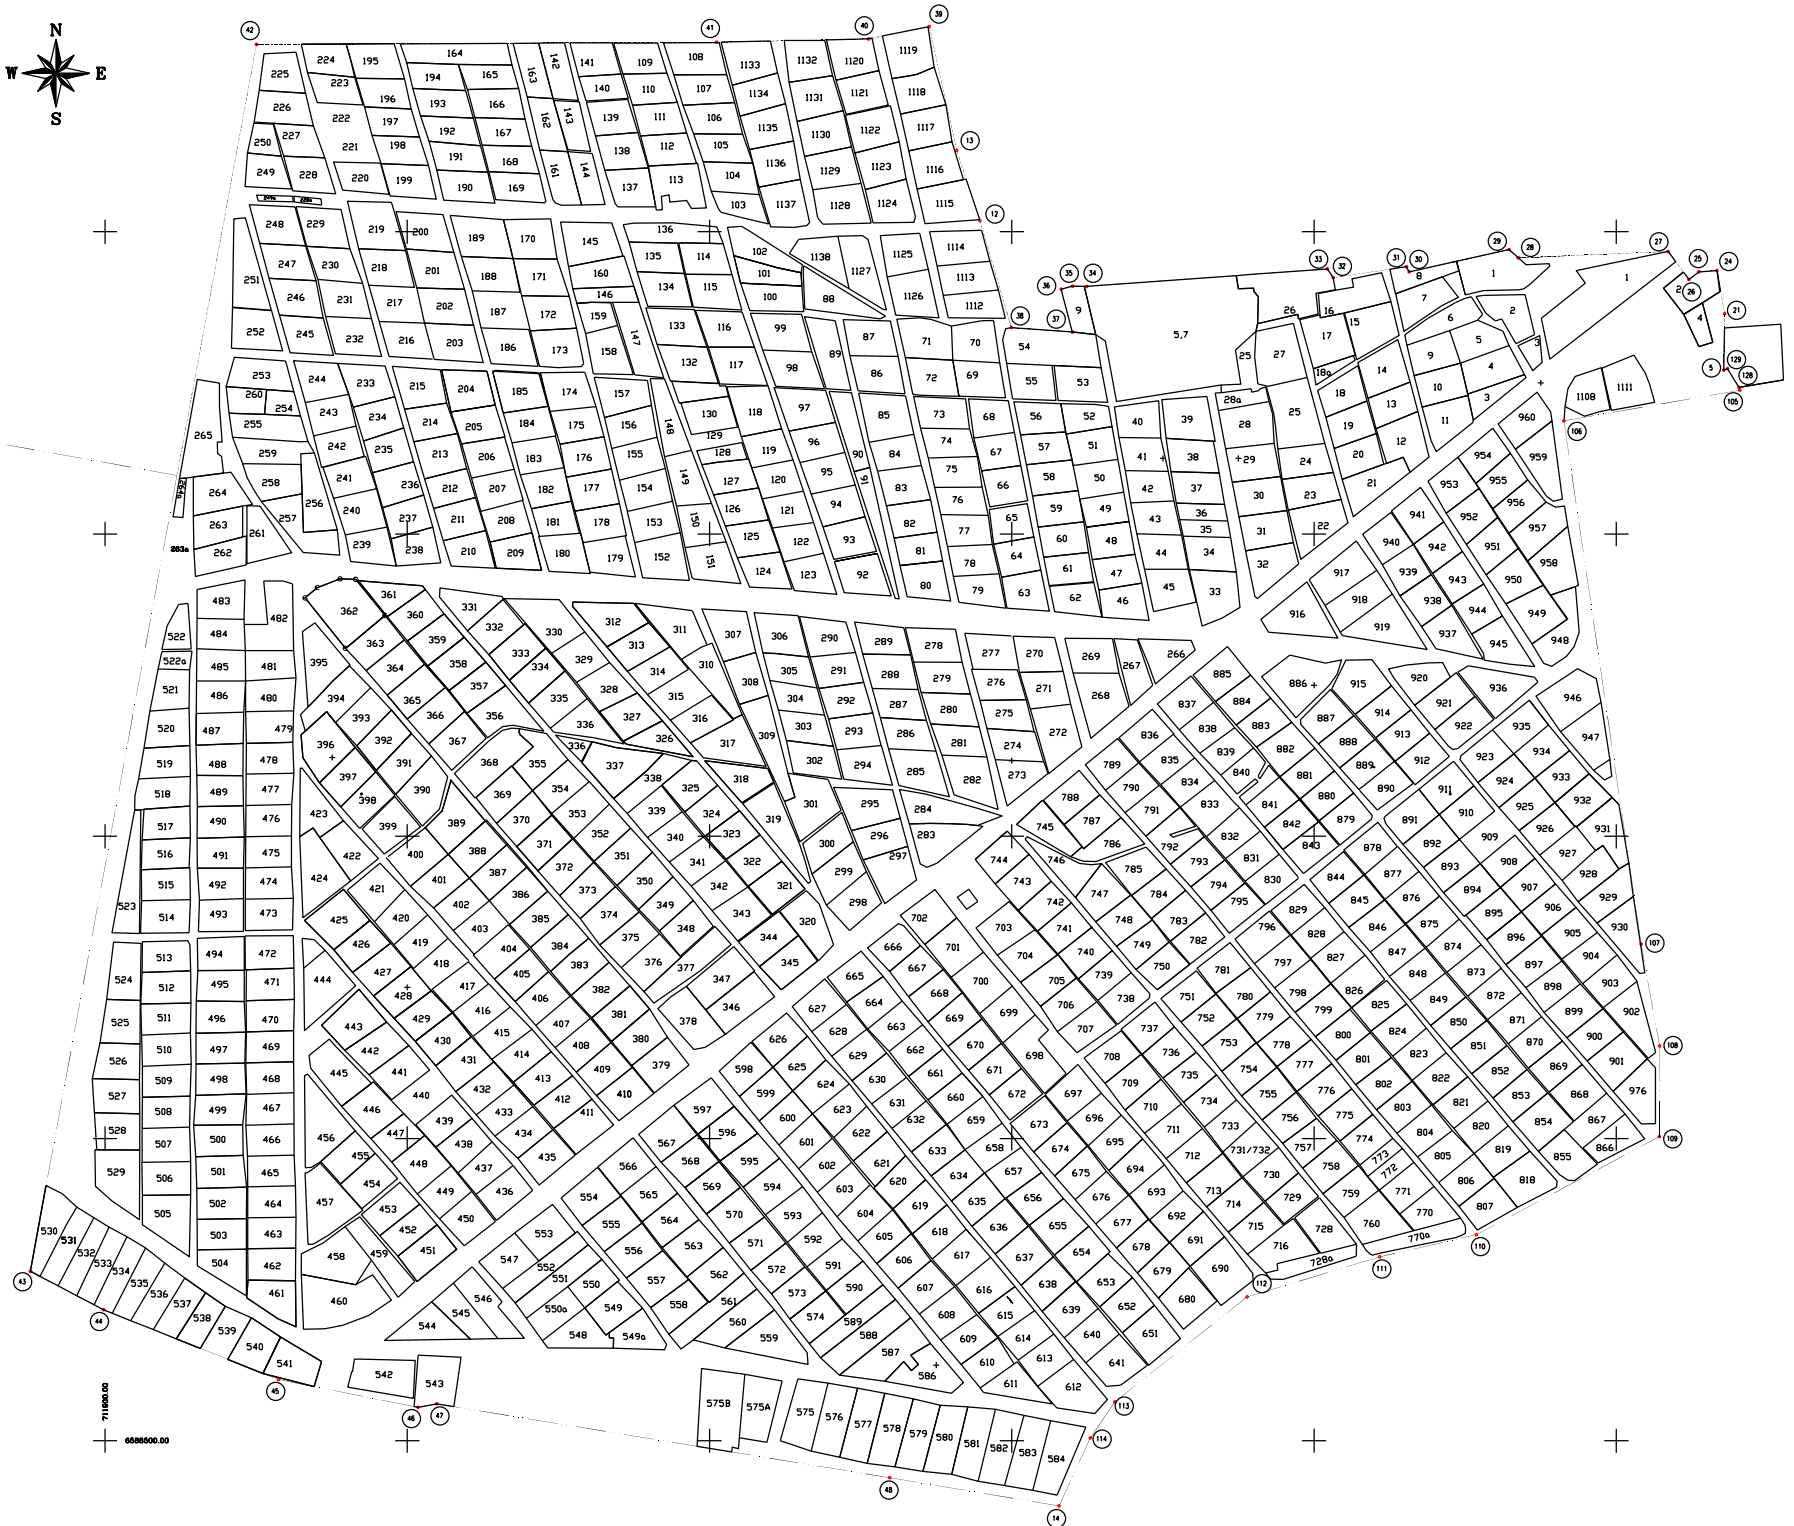 N
W E
S
42 41 40 39
225 224 195 164 163 142 141 109 108 1133 1132 1120 1119
223 194 165 140 110 107 1134 1131 1121 1118
226 222 196 193 166 162 143 139 111 106 1135 1130 1122 1117 13
250 227 221 197 192 167 138 112 105 1136 1129 1123 1116
249 228 220 198 191 168 161 144 137 113 104 1137 1128 1124 1115
199 190 169 103 12
248 229 219 200 189 170 145 136 102 1138 1127 1125 1114
247 230 218 201 188 171 160 135 114 101 1126 1113
251 246 231 217 202 187 172 146 134 115 100 88 1112
252 245 232 216 203 186 173 159 158 147 133 116 99 89 87 71 70 38
132 117 98 86 72 69
36 35 34 33 32 31 30 29 28 27 25 24
37 9 5,7 26 16 8 1 1 2 26 4 21
54 55 53 25 27 17 15 7 6 2 3 5 129 128 105
18a 14 9 5 4 10 3 11 13 18 12 19 20 21
1108 1111 106
253 244 233 215 204 185 174 157 130 118 97 85 73 68 56 52 40 39 28a 28 25
260 254 243 234 214 205 184 175 156 148 129 119 96 84 74 67 57 51 41 38 29 24
265 255 242 235 213 206 183 176 155 149 128 120 95 90 91 83 75 66 58 50 42 37 30 23
259 241 236 212 207 182 177 154 127 121 94 82 76 65 59 49 43 36 35 31 22
264 258 256 240 237 211 208 181 178 153 150 126 122 93 81 77 64 60 48 44 34 32
263 261 257 239 238 210 209 180 179 152 151 125 124 123 92 80 78 79 63 61 62 47 46 45 33
263a 262
960 959 954 955 956 957 958 953 952 951 950 949 948
941 942 943 944 945 940 939 938 937 917 918 919 916
483 482 362 361 360 331 330 312 311 307 306 290 289 278 277 270 269 267 266
522 484 363 359 332 329 313 310 308 305 291 288 279 276 271 268
522a 485 481 395 364 358 333 334 328 314 304 292 287 280 275 272
521 486 480 394 365 357 335 327 315 303 293 286 281 274 273
520 487 479 393 366 356 336 326 316 309 302 294 285 282
519 488 478 396 392 367 368 355 336 337 317 318 301 295 284
518 489 477 397 391 369 354 338 325 319 300 296 283
517 490 476 423 398 390 370 353 339 324 323 299 297
516 491 475 422 399 389 371 352 340 322 298
515 492 474 424 400 388 372 351 341 321
514 493 473 523 421 401 387 373 350 342 320
425 420 402 386 374 349 343 344
513 494 472 426 419 403 385 375 348 345
524 512 495 471 444 427 418 404 384 376 377 347
525 511 496 470 428 417 405 383 346 378
526 510 497 469 443 429 416 406 382
509 498 468 442 430 415 407 381
527 508 499 467 445 441 431 414 408 380
528 507 500 466 446 440 432 413 409 379
529 506 501 465 456 447 439 433 412 410
505 502 464 455 448 438 434 411
503 463 457 454 449 437 435
504 462 453 450 436
461 458 459 452 451
460
885 886 915 920 936 946 837 884 887 914 921 922 935 947
836 838 883 888 913 923 934 789 835 839 882 889 912 924 933
788 790 834 840 881 890 911 925 932 745 787 791 833 841 880 891 910 926 931
744 746 786 792 832 842 879 892 909 927 743 785 793 831 843 878 893 908 928
742 747 784 794 830 844 877 894 907 929 741 748 783 795 829 845 876 895 906 930
740 749 782 796 828 846 875 896 905 107
739 750 781 797 827 847 874 897 904 738 751 780 798 826 848 873 898 903
737 752 779 799 825 849 872 899 902 736 753 778 800 824 850 871 900 108
735 754 777 801 823 851 870 901 734 755 776 802 822 852 869 976
756 775 803 821 853 868 731/732 757 774 804 820 854 867 109
730 758 773 772 805 819 855 866 729 759 771 806 818
728 760 770 807 728a 770a 110 111 112
702 703 666 701 704 665 667 700 705 627 664 668 699 706 707
626 628 663 669 698 708 598 625 629 662 670 697 709
597 599 624 630 661 671 672 696 710 567 596 600 623 631 660 673 695 711
566 568 595 601 622 632 659 674 694 712 554 565 569 594 602 621 633 658 675 693 713
553 555 564 570 593 603 620 634 657 676 692 714 547 552 556 563 571 592 604 619 635 656 677 691 715
551 550 557 562 572 591 605 618 636 655 678 690 716
546 550a 549 558 561 573 590 606 617 637 654 679
544 545 548 549a 560 574 589 607 616 638 653 680
559 588 608 615 639 652 587 609 614 640 651 586 610 613 641 611 612 113
530 531 532 533 534 535 536 537 538 539 540 541 542 543
43 44 45 46 47
575B 575A 575 576 577 578 579 580 581 582 583 584 114
711000.00
6586500.00
48 14